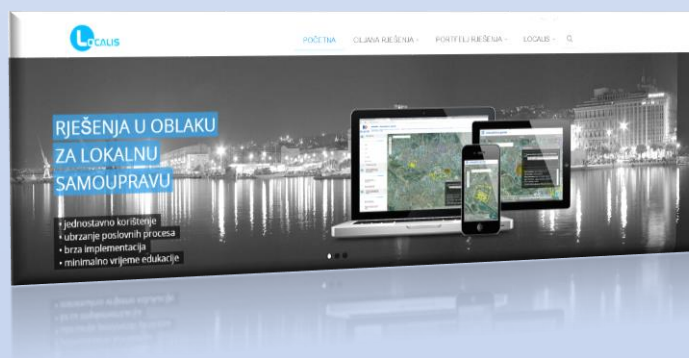 LOCALIS
POČETNA CILJANA RJEŠENJA PORTFELJ RJEŠENJA LOCALIS
RJEŠENJA U OBLAKU
ZA LOKALNU
SAMOUPRAVU
• jednostavno korištenje
• ubrzanje poslovnih procesa
• brza implementacija
• minimalno vrijeme edukacije